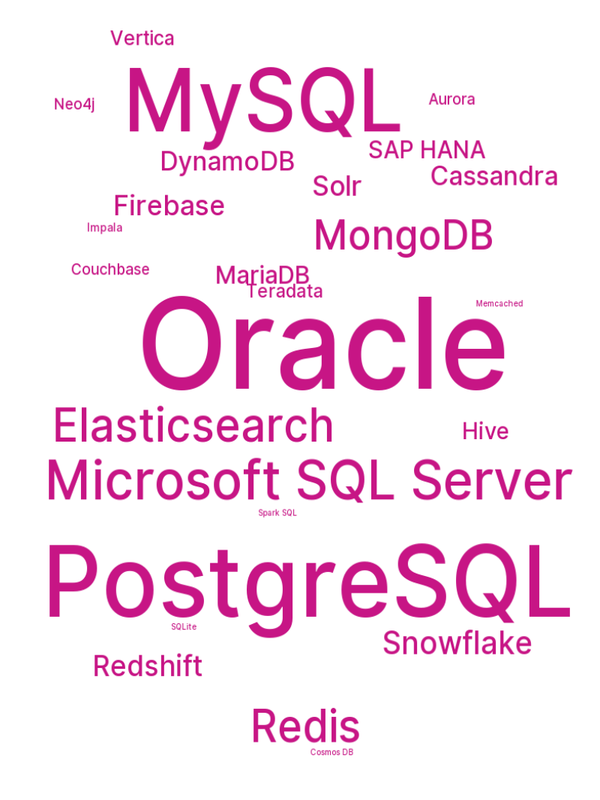 Vertica
MySQL
Neo4j
Aurora
SAP HANA
DynamoDB
Cassandra
Solr
Firebase
Impala
MongoDB
Couchbase
MariaDB
Teradata
Memcached
Oracle
Elasticsearch
Hive
Microsoft SQL Server
Spark SQL
PostgreSQL
SQLite
Snowflake
Redshift
Redis
Cosmos DB